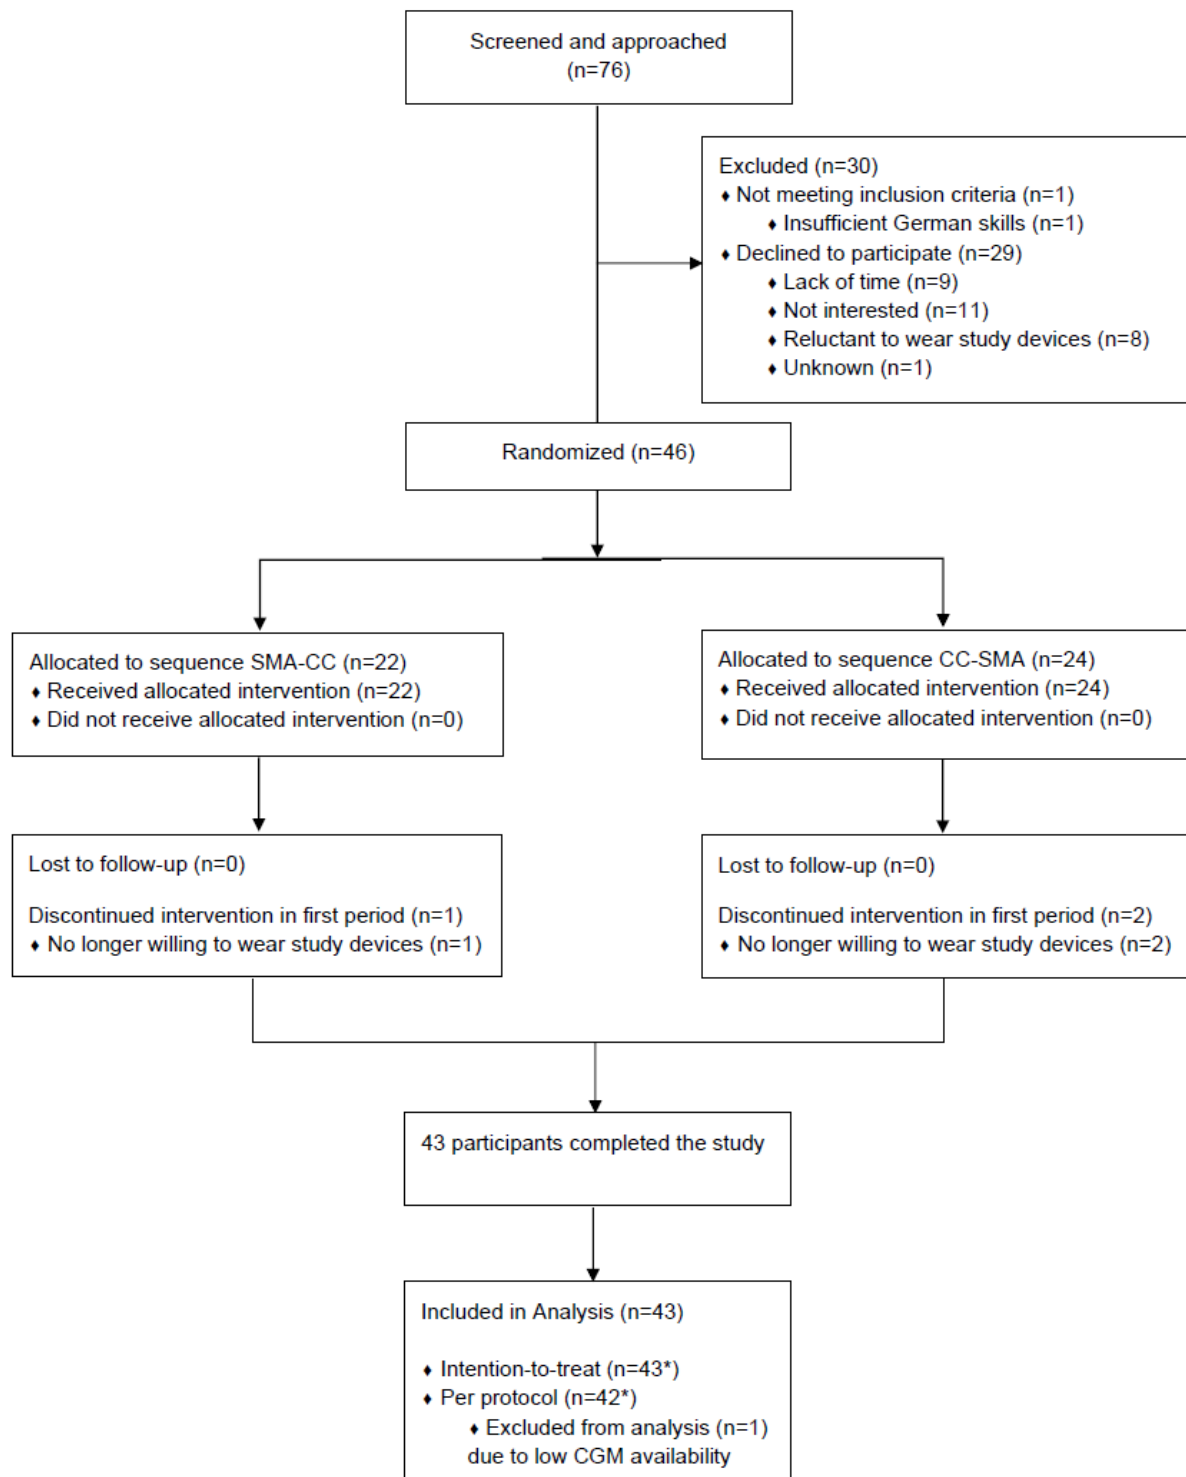 Screened and approached
(n=76)
Excluded (n=30)
♦ Not meeting inclusion criteria (n=1)
♦ Insufficient German skills (n=1)
♦ Declined to participate (n=29)
♦ Lack of time (n=9)
♦ Not interested (n=11)
♦ Reluctant to wear study devices (n=8)
♦ Unknown (n=1)
Randomized (n=46)
Allocated to sequence SMA-CC (n=22)
♦ Received allocated intervention (n=22)
♦ Did not receive allocated intervention (n=0)
Allocated to sequence CC-SMA (n=24)
♦ Received allocated intervention (n=24)
♦ Did not receive allocated intervention (n=0)
Lost to follow-up (n=0)
Discontinued intervention in first period (n=1)
♦ No longer willing to wear study devices (n=1)
Lost to follow-up (n=0)
Discontinued intervention in first period (n=2)
♦ No longer willing to wear study devices (n=2)
43 participants completed the study
Included in Analysis (n=43)
♦ Intention-to-treat (n=43*)
♦ Per protocol (n=42*)
♦ Excluded from analysis (n=1)
due to low CGM availability